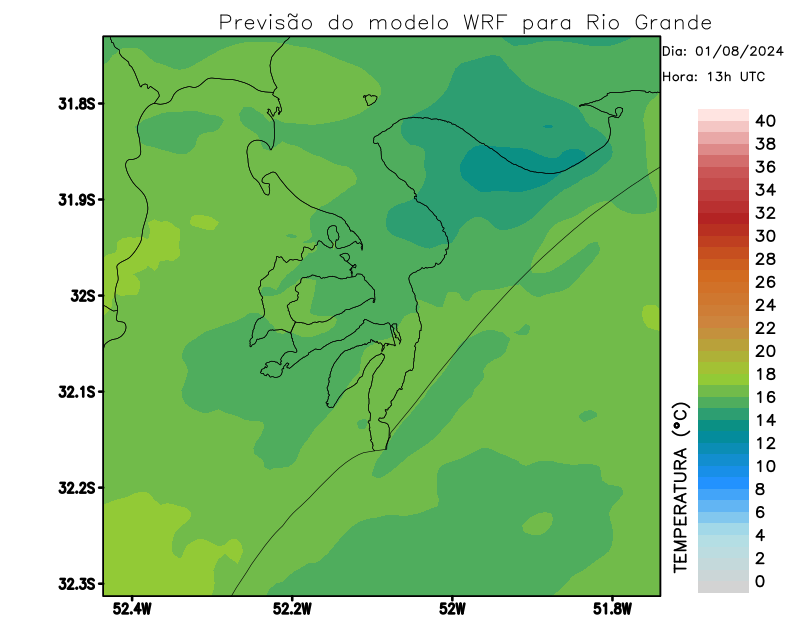 Previsão do modelo WRF para Rio Grande
Dia: 01/08/2024
Hora: 13h UTC
31.8S
31.9S
32S
32.1S
32.2S
32.3S
52.4W
52.2W
52W
51.8W
TEMPERATURA (°C)
40
38
36
34
32
30
28
26
24
22
20
18
16
14
12
10
8
6
4
2
0